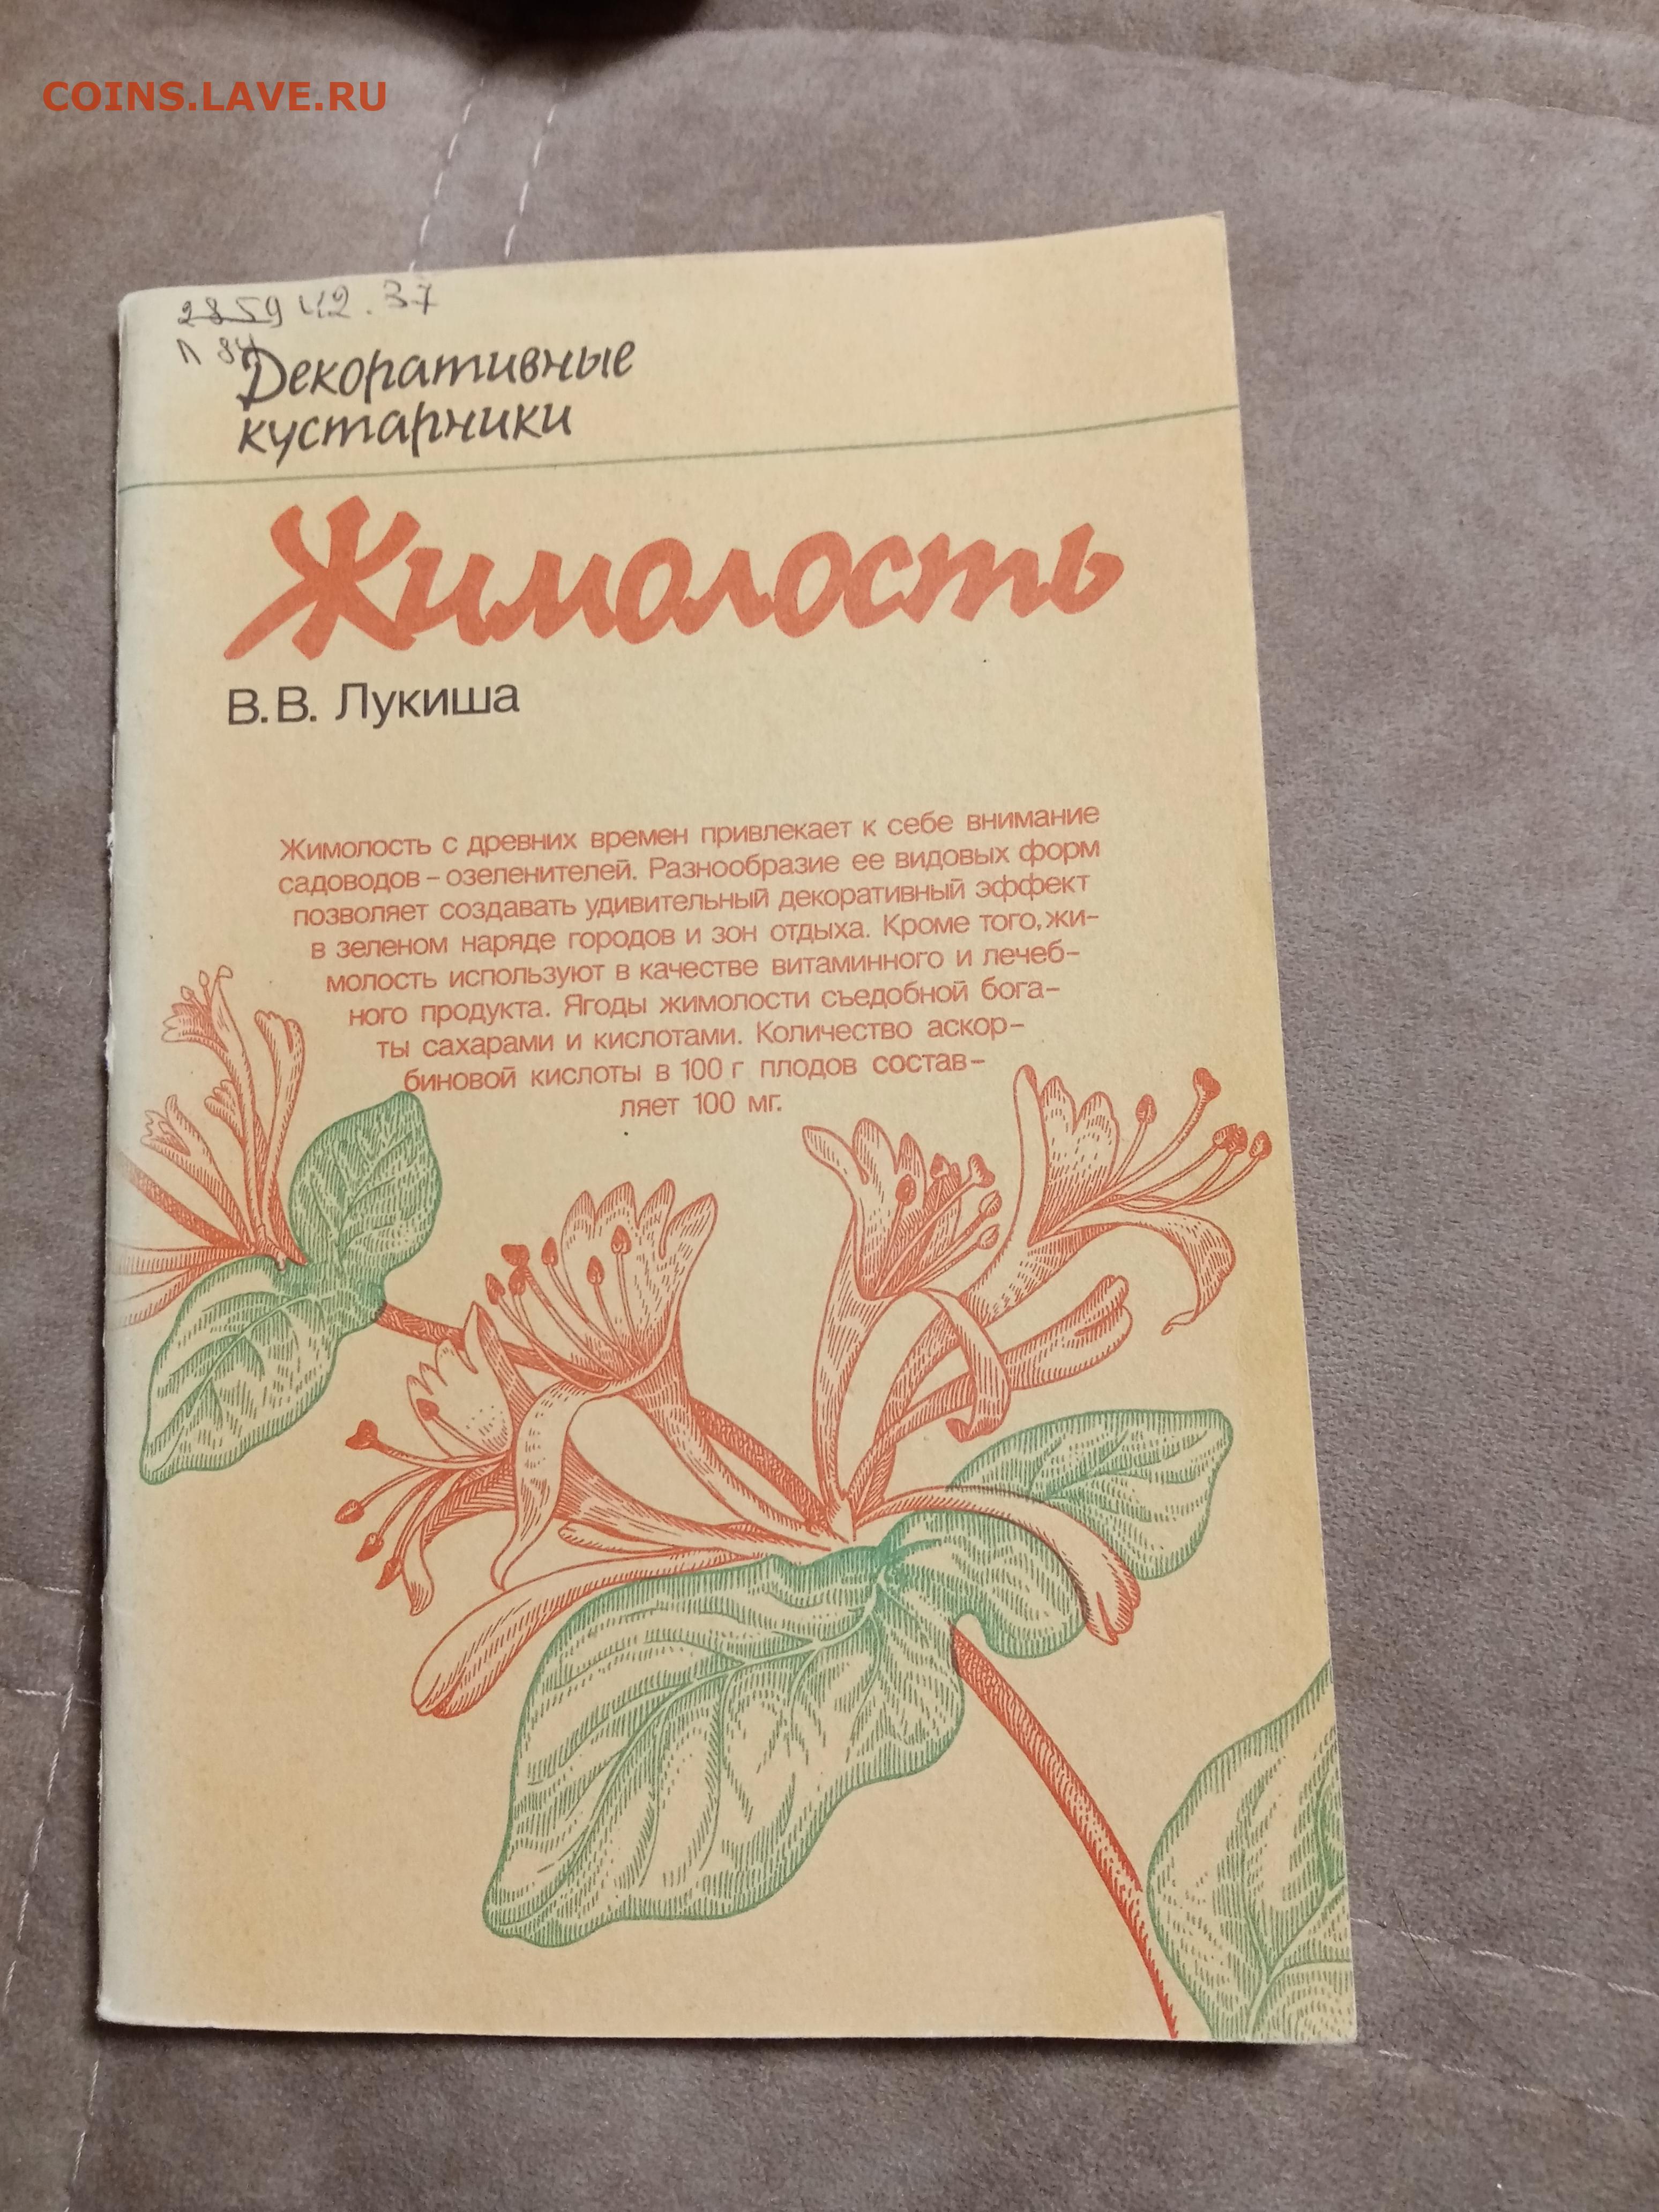 COINS.LAVE.RU
2859 42.37
Л 84
Декоративные
кустарники
Жимолость
В.В. Лукиша
Жимолость с древних времен привлекает к себе внимание
садоводов – озеленителей. Разнообразие ее видовых форм
позволяет создавать удивительный декоративный эффект
в зеленом наряде городов и зон отдыха. Кроме того, жи–
молость используют в качестве витаминного и лечеб–
ного продукта. Ягоды жимолости съедобной бога–
ты сахарами и кислотами. Количество аскор–
биновой кислоты в 100 г плодов состав–
ляет 100 мг.